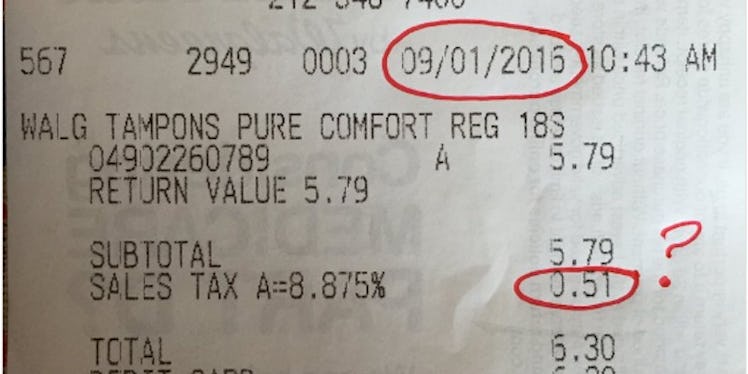 567 2949 0003 09/01/2016 10:43 AM
WALG TAMPONS PURE COMFORT REG 18S
04902260789 A 5.79
RETURN VALUE 5.79
SUBTOTAL 5.79
SALES TAX A=8.875% 0.51 ?
TOTAL 6.30